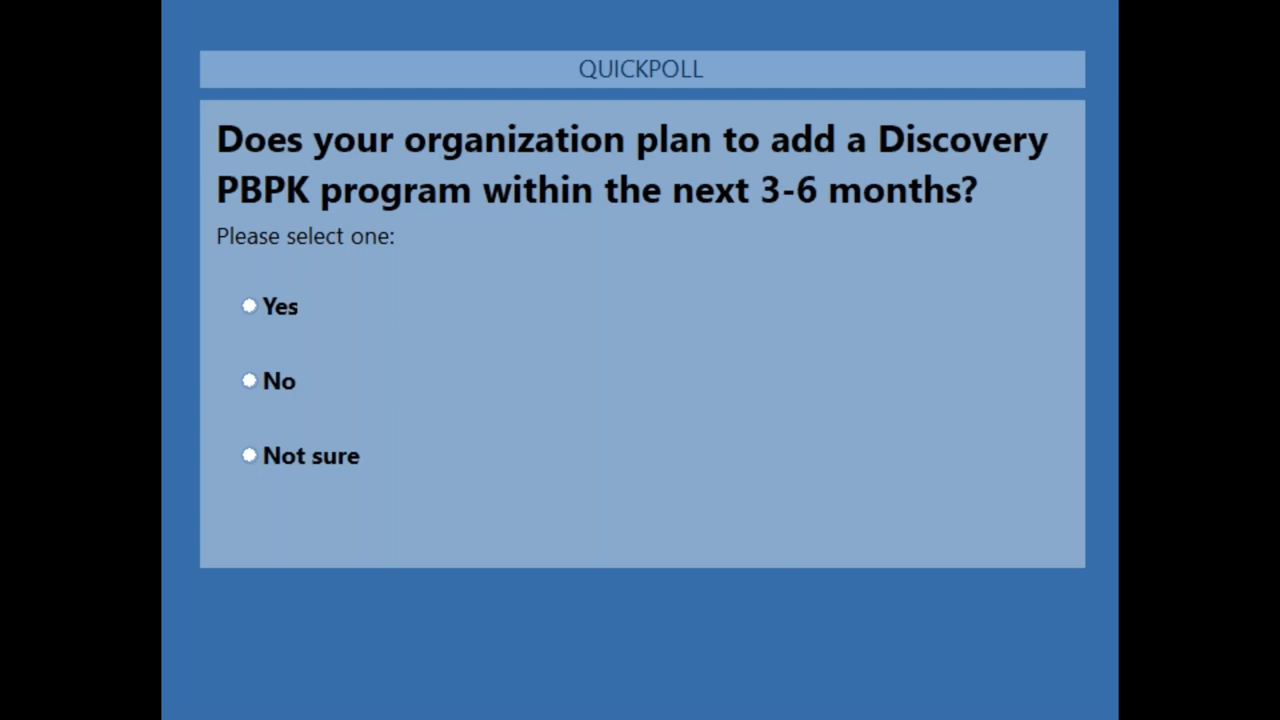 QUICKPOLL
Does your organization plan to add a Discovery
PBPK program within the next 3-6 months?
Please select one:
Yes
No
Not sure